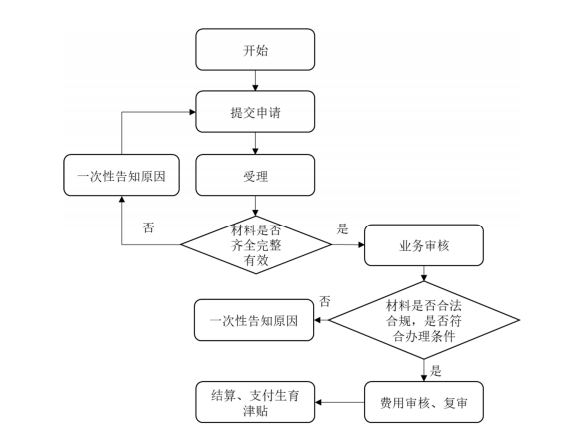 开始
提交申请
一次性告知原因
受理
否
材料是否
齐全完整
有效
是
业务审核
一次性告知原因
否
材料是否合法
合规，是否符
合办理条件
是
结算、支付生育
津贴
费用审核、复审